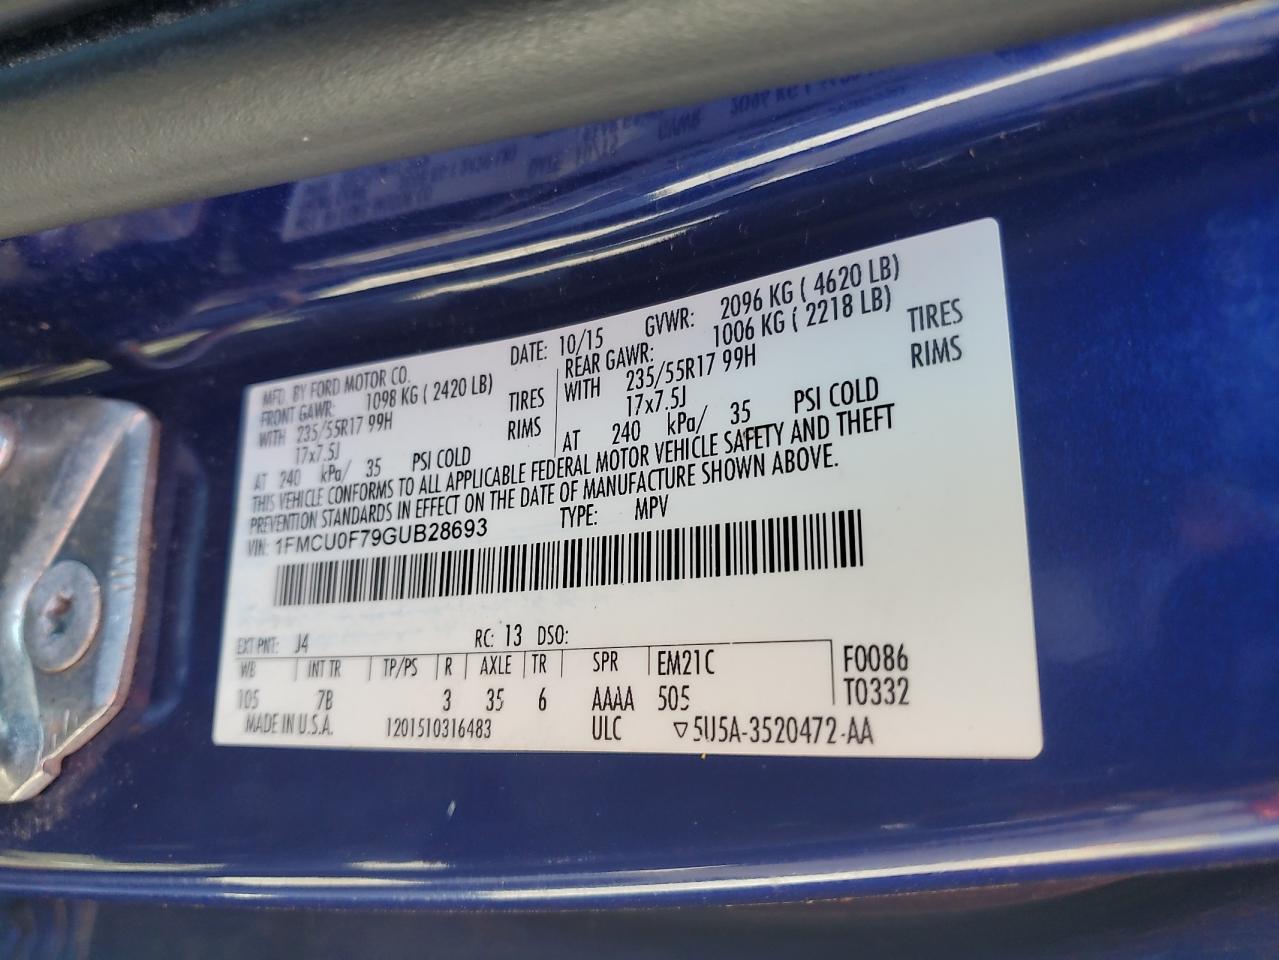 MFD. BY FORD MOTOR CO. DATE: 10/15 GVWR: 2096 KG ( 4620 LB)
FRONT GAWR: 1098 KG ( 2420 LB) REAR GAWR: 1006 KG ( 2218 LB)
WITH 235/55R17 99H TIRES WITH 235/55R17 99H TIRES
17x7.5J RIMS 17x7.5J RIMS
AT 240 kPa/ 35 PSI COLD AT 240 kPa/ 35 PSI COLD
THIS VEHICLE CONFORMS TO ALL APPLICABLE FEDERAL MOTOR VEHICLE SAFETY AND THEFT
PREVENTION STANDARDS IN EFFECT ON THE DATE OF MANUFACTURE SHOWN ABOVE.
VIN: 1FMCU0F79GUB28693 TYPE: MPV
EXT PNT: J4 RC: 13 DSO:
WB INT TR TP/PS R AXLE TR SPR EM21C F0086
105 7B 3 35 6 AAAA 505 T0332
MADE IN U.S.A. 1201510316483 ULC ▽5U5A-3520472-AA